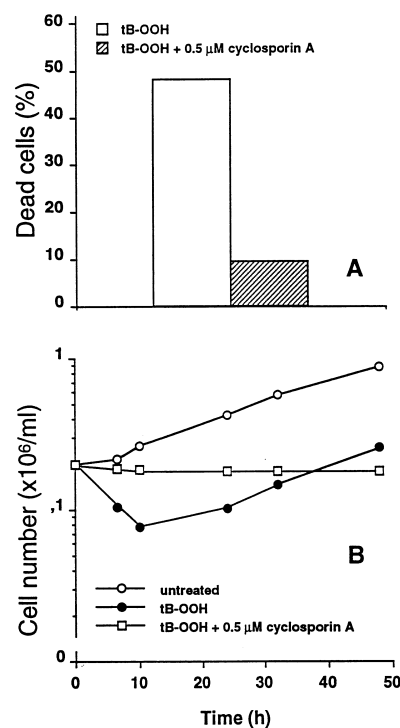 60
50
40
30
20
10
0
Dead cells (%)
tB-OOH
tB-OOH + 0.5 µM cyclosporin A
A
1
,1
0
Cell number (x10⁶/ml)
B
untreated
tB-OOH
tB-OOH + 0.5 µM cyclosporin A
0 10 20 30 40 50
Time (h)